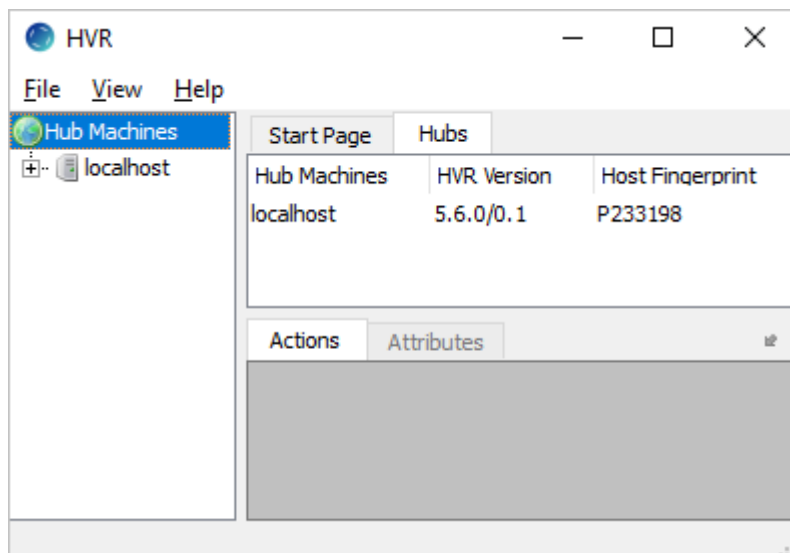 HVR
File View Help
Hub Machines
localhost
Start Page Hubs
Hub Machines HVR Version Host Fingerprint
localhost 5.6.0/0.1 P233198
Actions Attributes